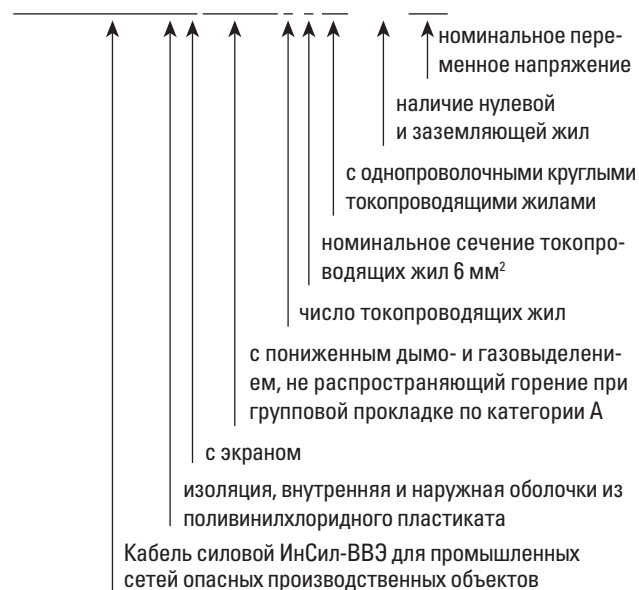 номинальное пере-
менное напряжение
наличие нулевой
и заземляющей жил
с однопроволочными круглыми
токопроводящими жилами
номинальное сечение токопро-
водящих жил 6 мм²
число токопроводящих жил
с пониженным дымо- и газовыделени-
ем, не распространяющий горение при
групповой прокладке по категории А
с экраном
изоляция, внутренняя и наружная оболочки из
поливинилхлоридного пластиката
Кабель силовой ИнСил-ВВЭ для промышленных
сетей опасных производственных объектов